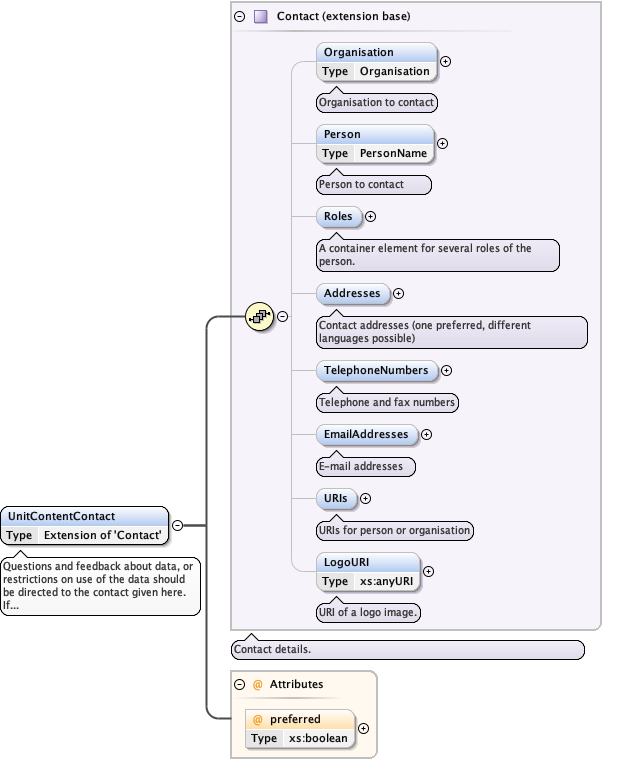 Contact (extension base)
Organisation
Type Organisation
Organisation to contact
Person
Type PersonName
Person to contact
Roles
A container element for several roles of the
person.
Addresses
Contact addresses (one preferred, different
languages possible)
TelephoneNumbers
Telephone and fax numbers
EmailAddresses
E-mail addresses
URIs
URIs for person or organisation
LogoURI
Type xs:anyURI
URI of a logo image.
Contact details.
UnitContentContact
Type Extension of 'Contact'
Questions and feedback about data, or
restrictions on use of the data should
be directed to the contact given here.
If...
@ Attributes
@ preferred
Type xs:boolean